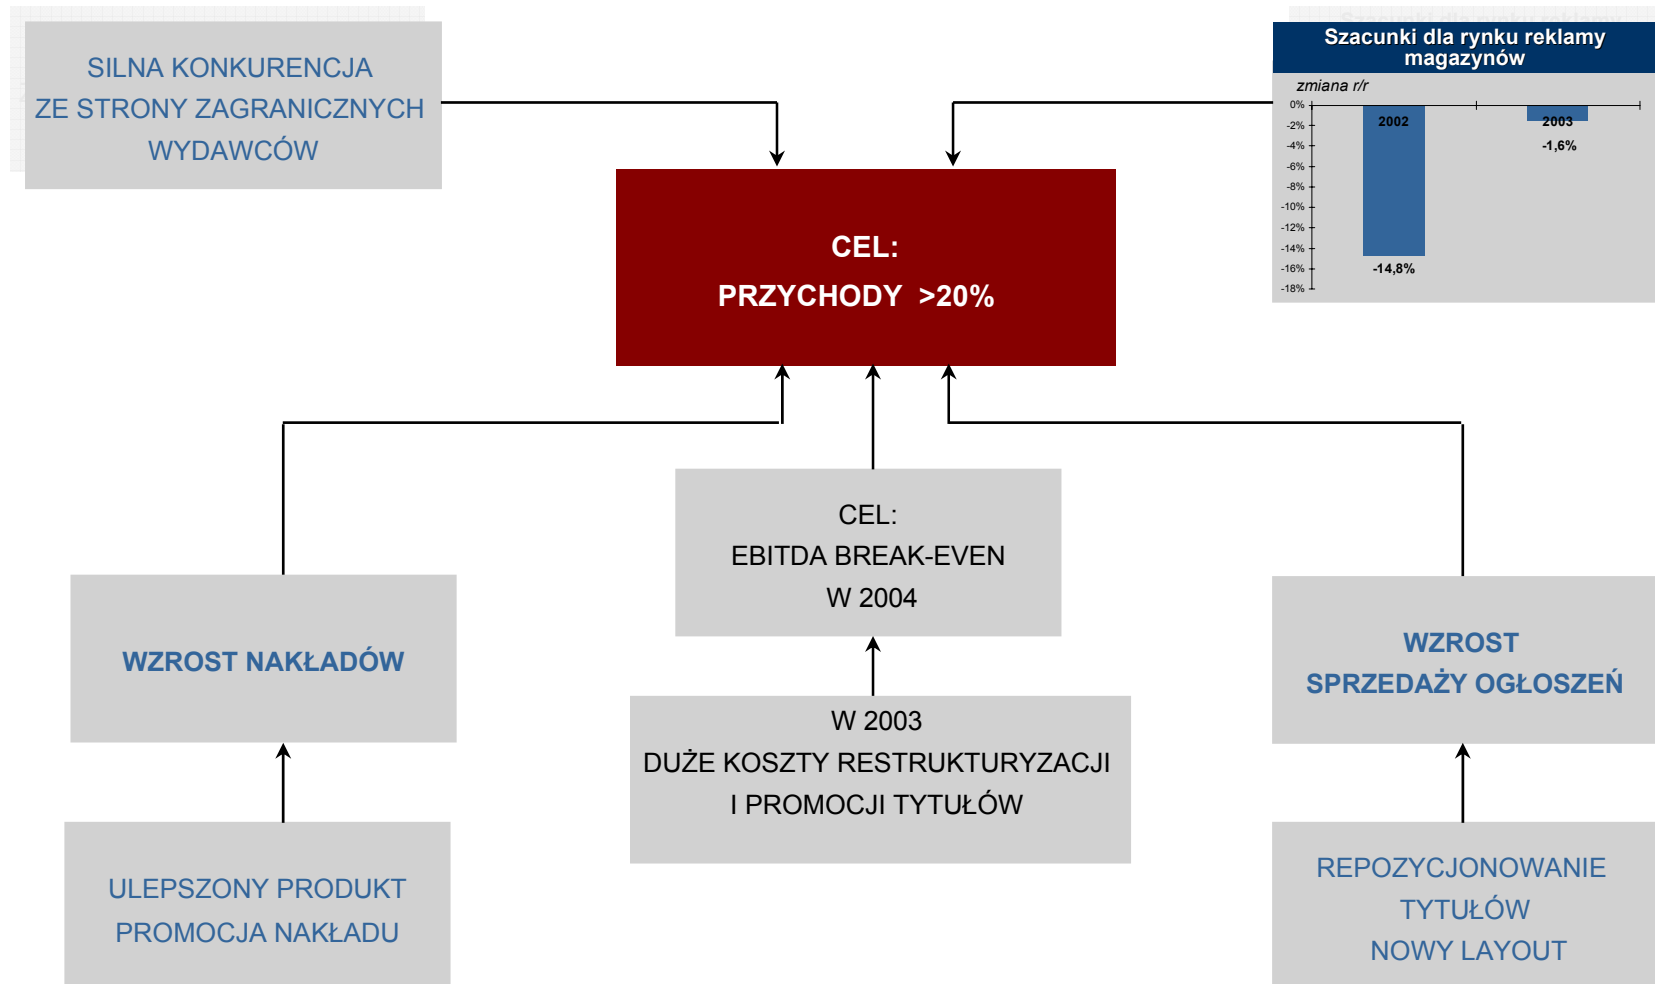 SILNA KONKURENCJA
ZE STRONY ZAGRANICZNYCH
WYDAWCÓW
Szacunki dla rynku reklamy
magazynów
zmiana r/r
0%
-2%
-4%
-6%
-8%
-10%
-12%
-14%
-16%
-18%
2002
2003
-1,6%
-14,8%
CEL:
PRZYCHODY >20%
CEL:
EBITDA BREAK-EVEN
W 2004
WZROST NAKŁADÓW
WZROST
SPRZEDAŻY OGŁOSZEŃ
W 2003
DUŻE KOSZTY RESTRUKTURYZACJI
I PROMOCJI TYTUŁÓW
ULEPSZONY PRODUKT
PROMOCJA NAKŁADU
REPOZYCJONOWANIE
TYTUŁÓW
NOWY LAYOUT